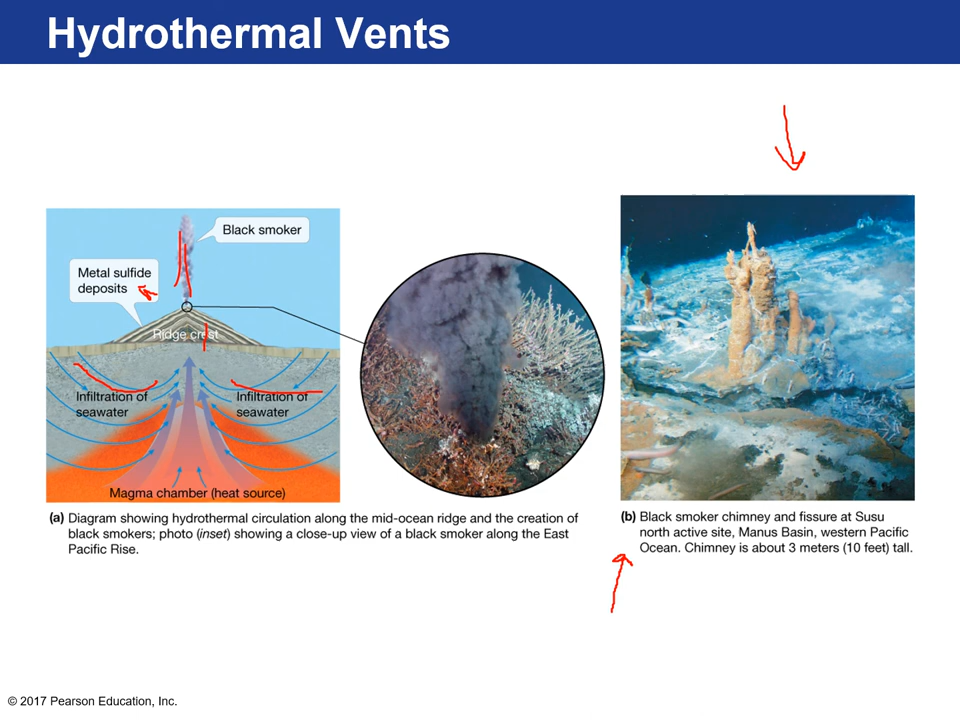 Hydrothermal Vents
Black smoker
Metal sulfide
deposits
Ridge crest
Infiltration of
seawater
Infiltration of
seawater
Magma chamber (heat source)
(a) Diagram showing hydrothermal circulation along the mid-ocean ridge and the creation of
black smokers; photo (inset) showing a close-up view of a black smoker along the East
Pacific Rise.
(b) Black smoker chimney and fissure at Susu
north active site, Manus Basin, western Pacific
Ocean. Chimney is about 3 meters (10 feet) tall.
© 2017 Pearson Education, Inc.